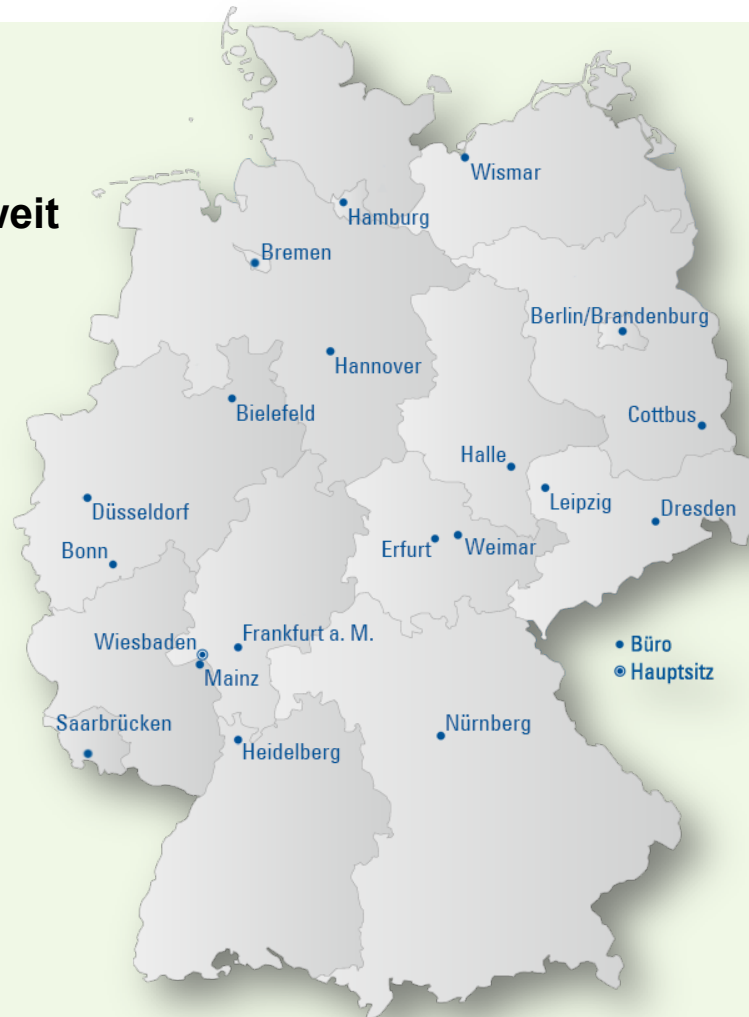 Wismar
veit
Hamburg
Bremen
Berlin/Brandenburg
Hannover
Bielefeld
Cottbus
Halle
Leipzig
Düsseldorf
Dresden
Erfurt
Weimar
Bonn
Frankfurt a. M.
Wiesbaden
Büro
Mainz
Hauptsitz
Saarbrücken
Nürnberg
Heidelberg